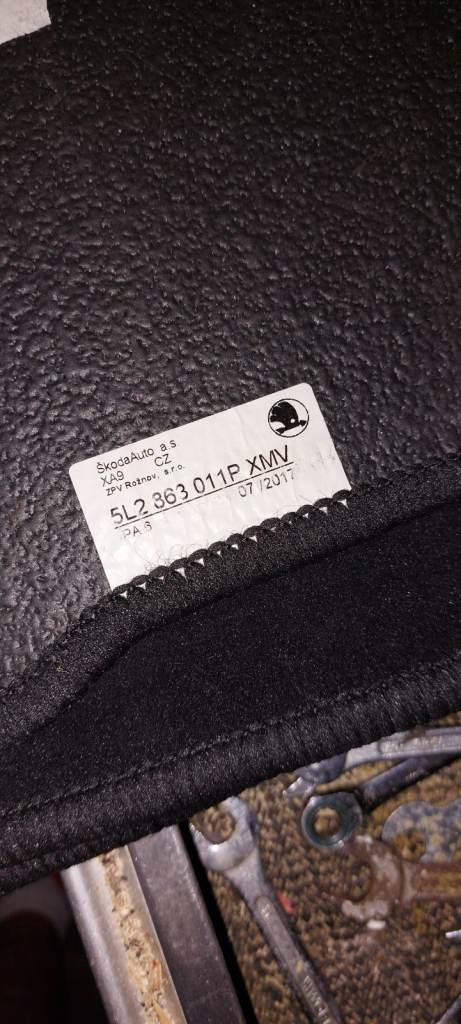 ŠkodaAuto a.s
XA9 CZ
ZPV Rožnov, s.r.o.
5L2 863 011P XMV
PA 6 07/2017